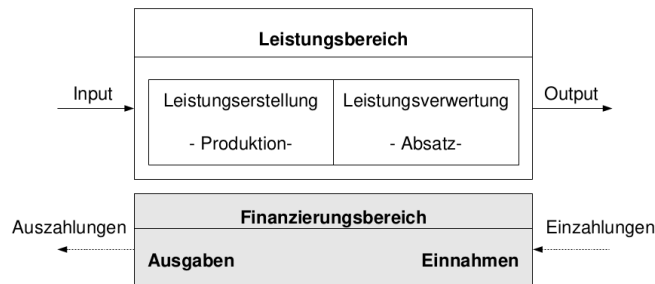 Leistungsbereich
Input
Leistungserstellung
- Produktion-
Leistungsverwertung
- Absatz-
Output
Finanzierungsbereich
Auszahlungen
Einzahlungen
Ausgaben
Einnahmen